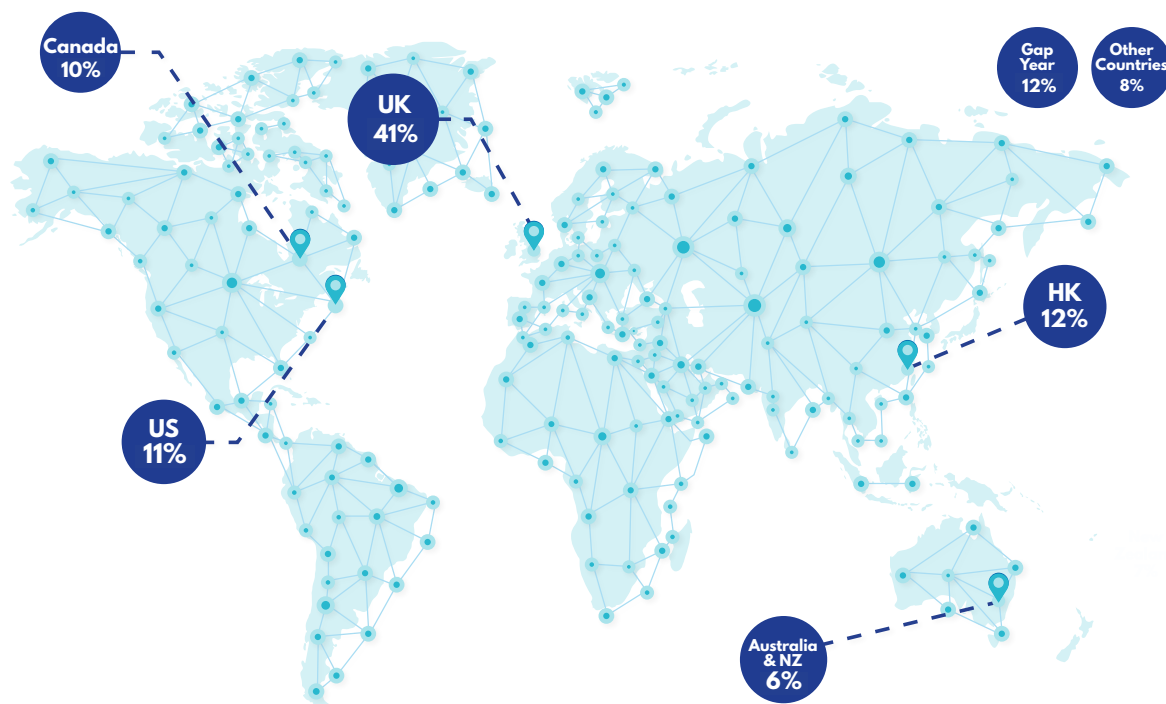 Canada
10%
UK
41%
Gap
Year
12%
Other
Countries
8%
HK
12%
US
11%
Australia
& NZ
6%